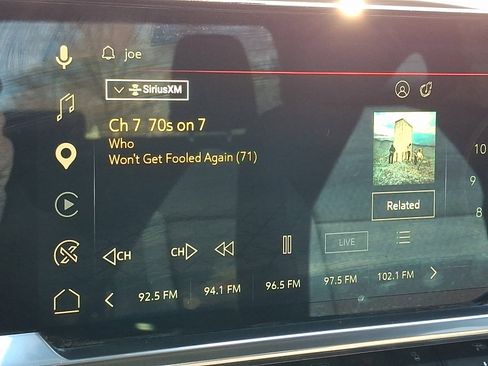 joe
SiriusXM
Ch 7 70s on 7
Who
Won't Get Fooled Again (71)
Related
CH CH LIVE
92.5 FM 94.1 FM 96.5 FM 97.5 FM 102.1 FM
10
9
8